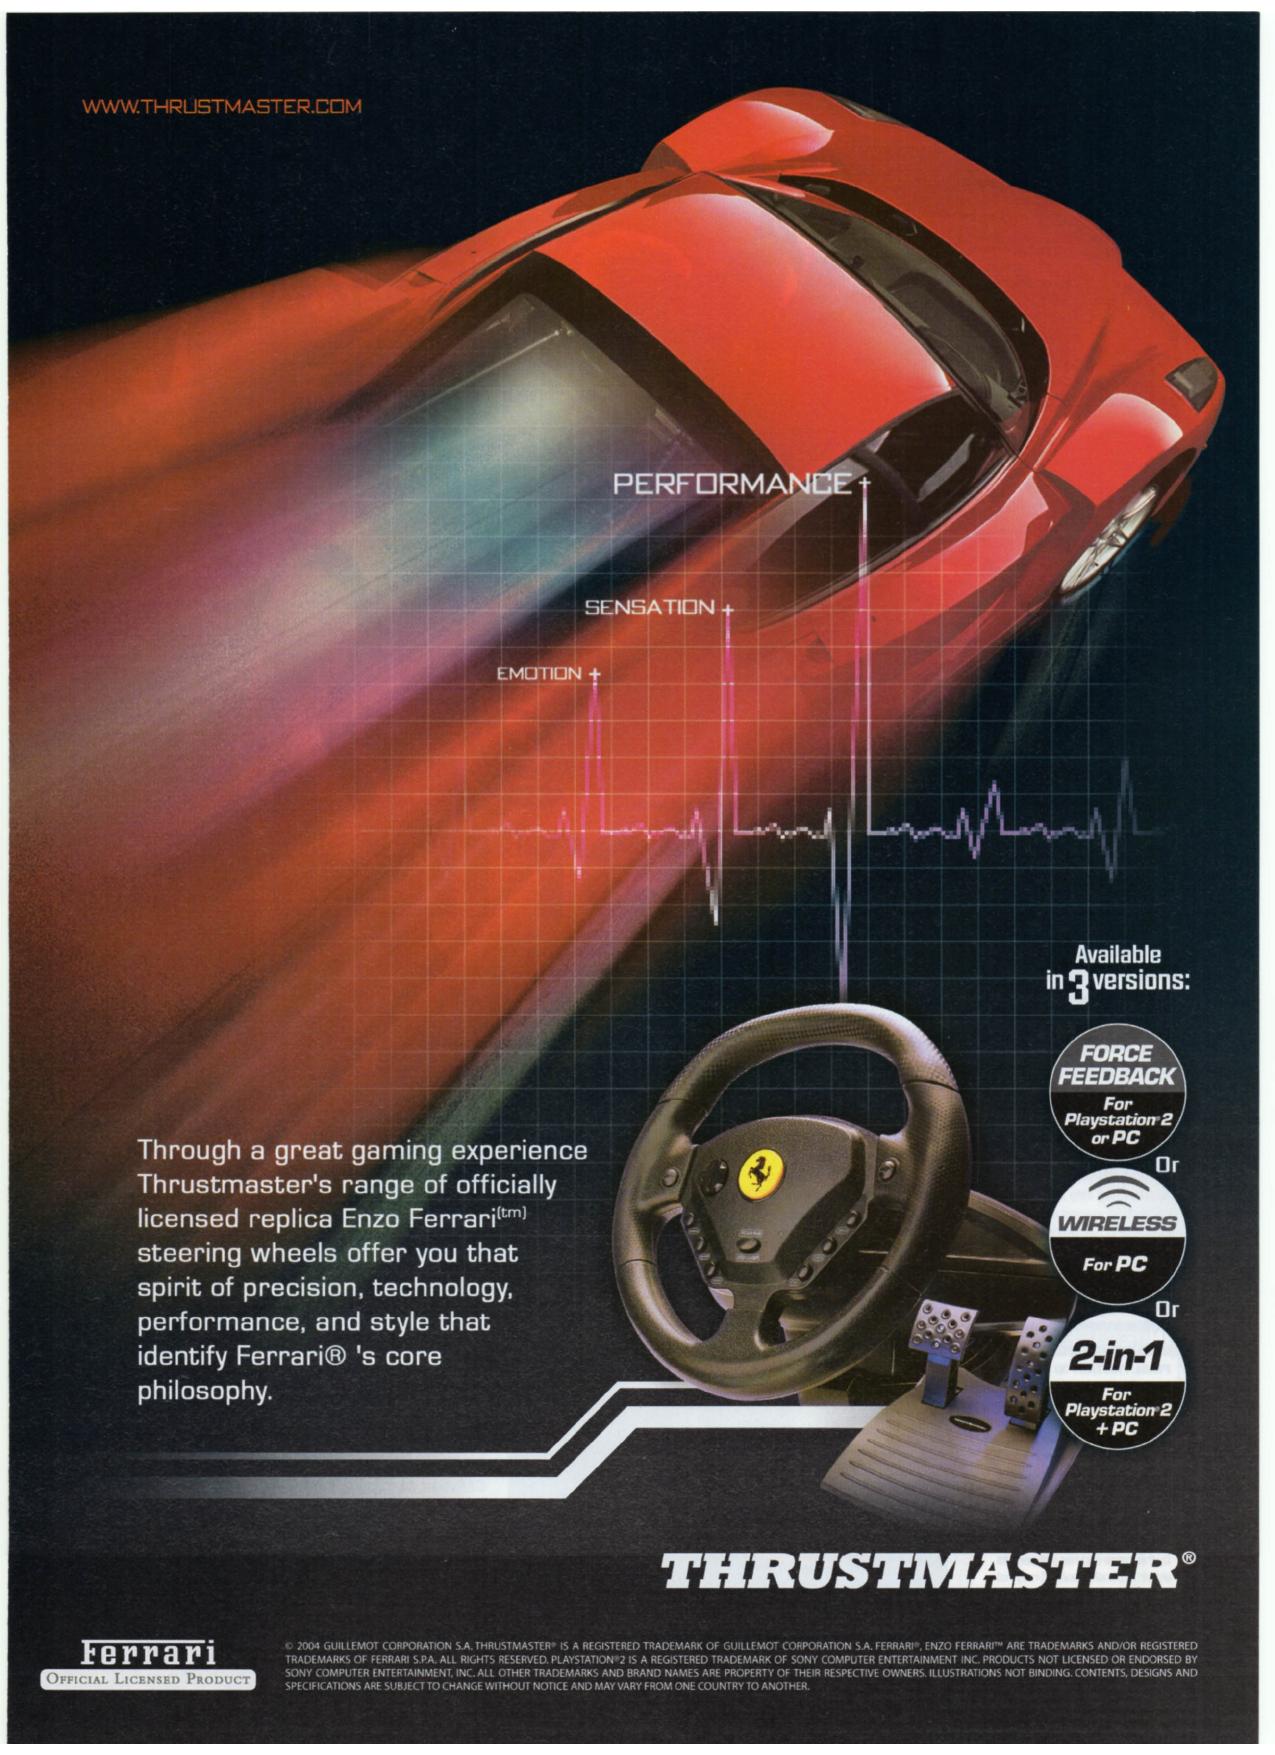 WWW.THRUSTMASTER.COM
PERFORMANCE
SENSATION
EMOTION
Available
in 3 versions:
FORCE
FEEDBACK
For
Playstation®2
or PC
Or
WIRELESS
For PC
Or
2-in-1
For
Playstation®2
+ PC
Through a great gaming experience
Thrustmaster's range of officially
licensed replica Enzo Ferrari(tm)
steering wheels offer you that
spirit of precision, technology,
performance, and style that
identify Ferrari® 's core
philosophy.
THRUSTMASTER®
Ferrari
OFFICIAL LICENSED PRODUCT
© 2004 GUILLEMOT CORPORATION S.A. THRUSTMASTER® IS A REGISTERED TRADEMARK OF GUILLEMOT CORPORATION S.A. FERRARI®, ENZO FERRARI™ ARE TRADEMARKS AND/OR REGISTERED
TRADEMARKS OF FERRARI S.P.A. ALL RIGHTS RESERVED. PLAYSTATION®2 IS A REGISTERED TRADEMARK OF SONY COMPUTER ENTERTAINMENT INC. PRODUCTS NOT LICENSED OR ENDORSED BY
SONY COMPUTER ENTERTAINMENT, INC. ALL OTHER TRADEMARKS AND BRAND NAMES ARE PROPERTY OF THEIR RESPECTIVE OWNERS. ILLUSTRATIONS NOT BINDING. CONTENTS, DESIGNS AND
SPECIFICATIONS ARE SUBJECT TO CHANGE WITHOUT NOTICE AND MAY VARY FROM ONE COUNTRY TO ANOTHER.